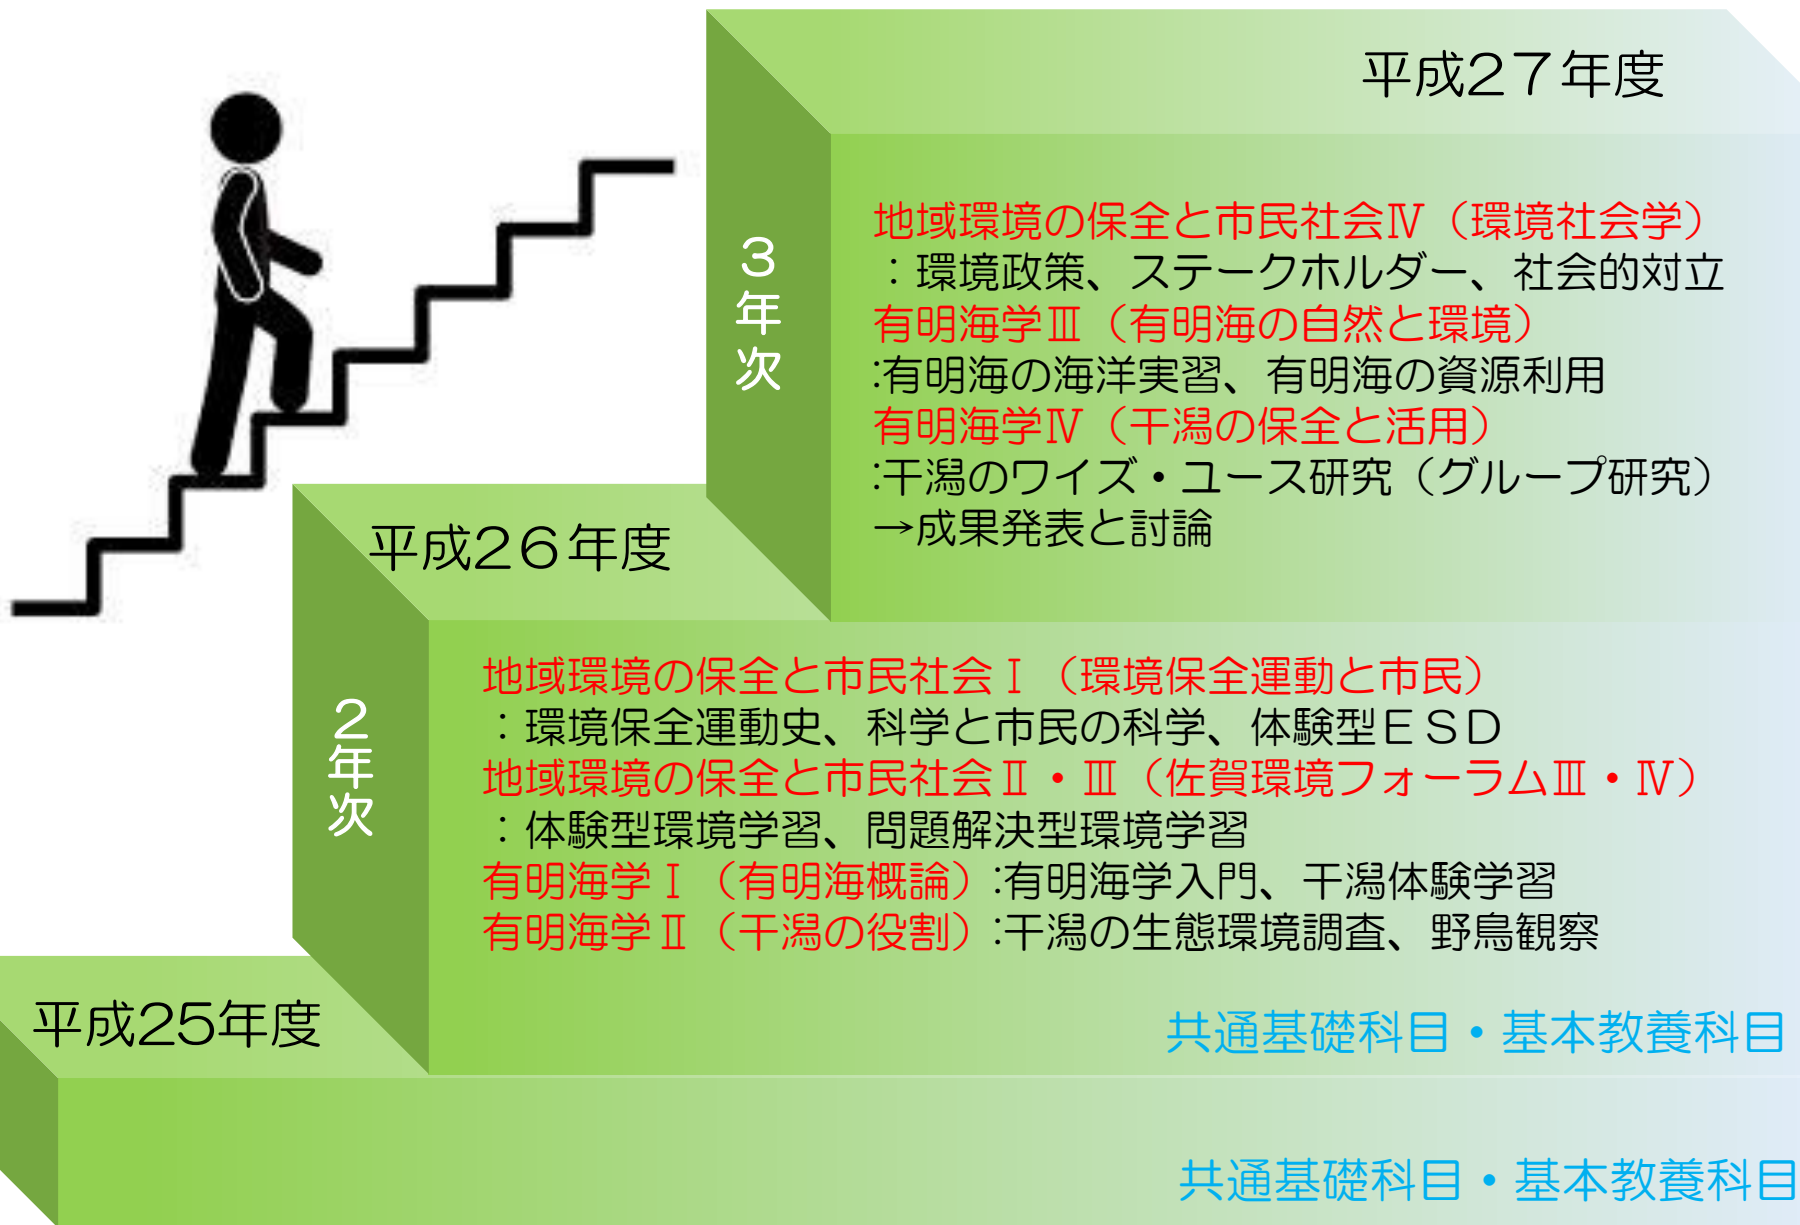 平成27年度
3年次
地域環境の保全と市民社会Ⅳ（環境社会学）
：環境政策、ステークホルダー、社会的対立
有明海学Ⅲ（有明海の自然と環境）
:有明海の海洋実習、有明海の資源利用
有明海学Ⅳ（干潟の保全と活用）
:干潟のワイズ・ユース研究（グループ研究）
→成果発表と討論
平成26年度
2年次
地域環境の保全と市民社会Ⅰ（環境保全運動と市民）
：環境保全運動史、科学と市民の科学、体験型ＥＳＤ
地域環境の保全と市民社会Ⅱ・Ⅲ（佐賀環境フォーラムⅢ・Ⅳ）
：体験型環境学習、問題解決型環境学習
有明海学Ⅰ（有明海概論）:有明海学入門、干潟体験学習
有明海学Ⅱ（干潟の役割）:干潟の生態環境調査、野鳥観察
共通基礎科目・基本教養科目
平成25年度
共通基礎科目・基本教養科目